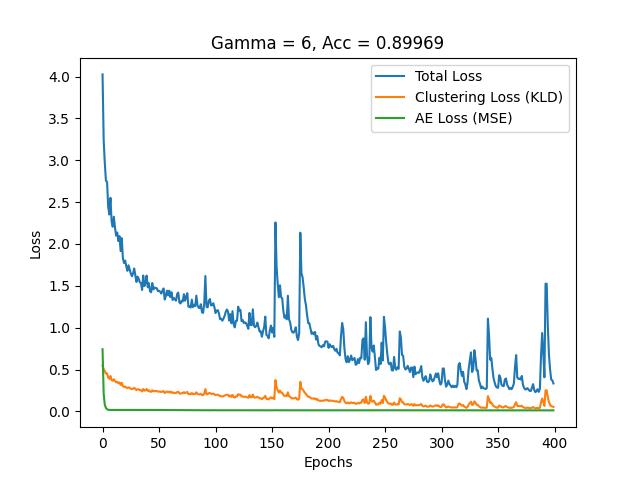 Gamma = 6, Acc = 0.89969
Total Loss
Clustering Loss (KLD)
AE Loss (MSE)
4.0
3.5
3.0
2.5
2.0
1.5
1.0
0.5
0.0
Loss
0 50 100 150 200 250 300 350 400
Epochs